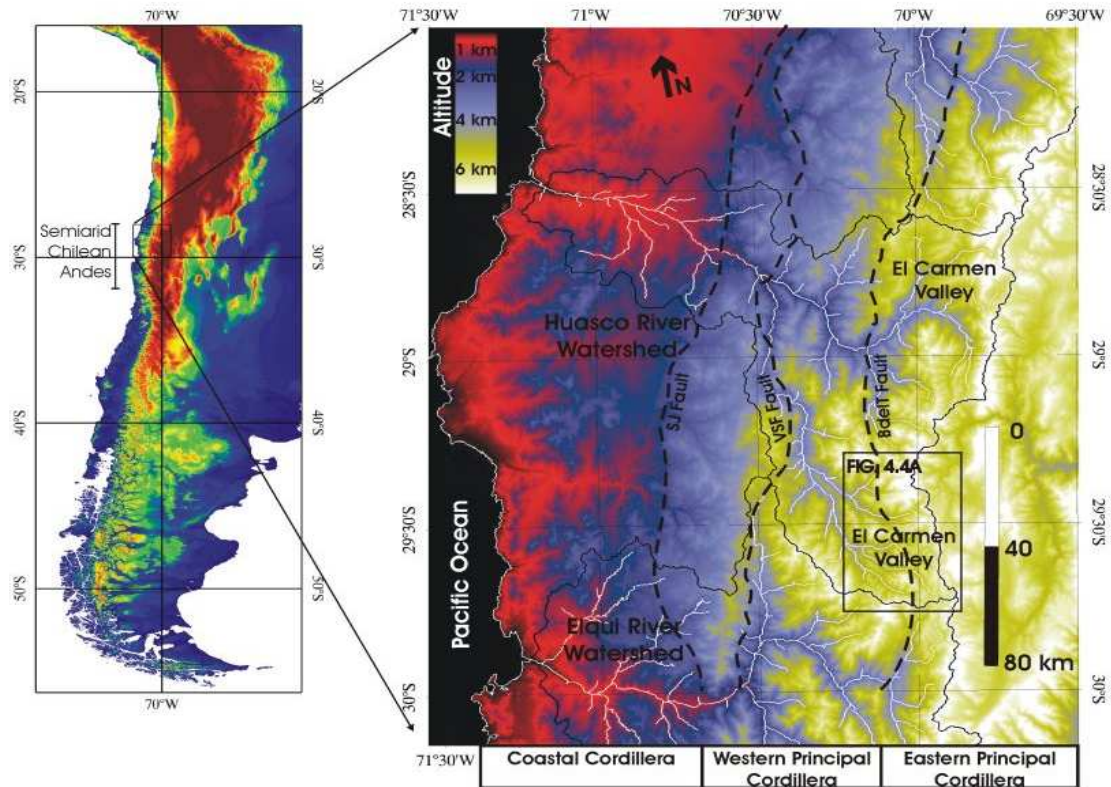 70°W
20°S
20°S
Semiarid
Chilean
Andes
30°S
30°S
40°S
40°S
50°S
50°S
70°W
71°30'W
71°W
70°30'W
70°W
69°30'W
Altitude
1 km
2 km
4 km
6 km
N
28°30'S
28°30'S
El Carmen
Valley
Huasco River
Watershed
29°S
29°S
SJ Fault
VSF Fault
Bdell Fault
0
FIG. 4.4A
El Carmen
Valley
29°30'S
29°30'S
40
Pacific Ocean
Elqui River
Watershed
80 km
30°S
30°S
71°30'W
Coastal Cordillera
Western Principal
Cordillera
Eastern Principal
Cordillera